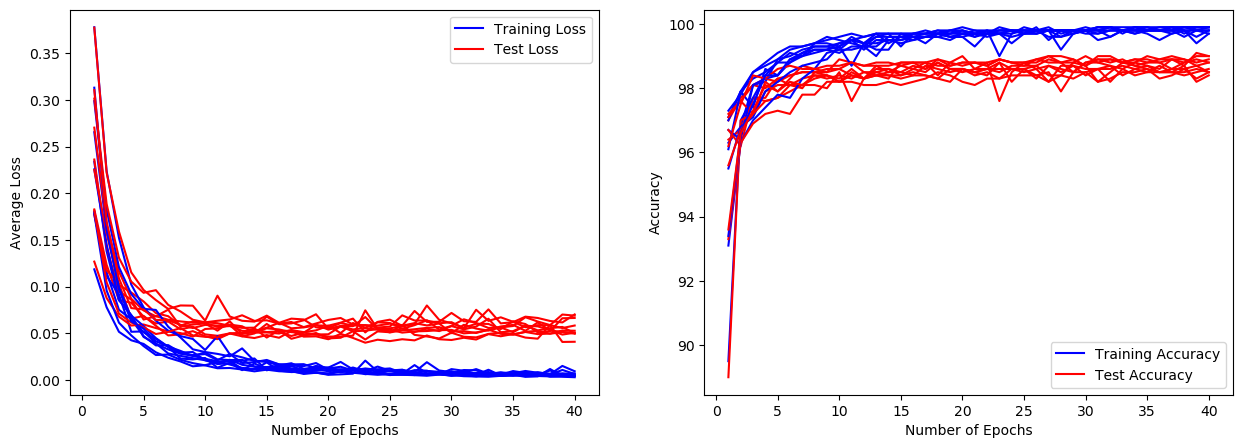 Training Loss
Test Loss
0.35
0.30
0.25
0.20
0.15
0.10
0.05
0.00
Average Loss
0 5 10 15 20 25 30 35 40
Number of Epochs
100
98
96
94
92
90
Accuracy
Training Accuracy
Test Accuracy
0 5 10 15 20 25 30 35 40
Number of Epochs